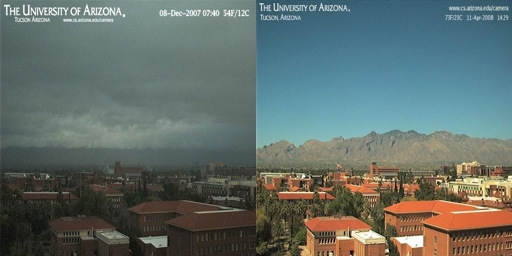 THE UNIVERSITY OF ARIZONA.
TUCSON ARIZONA
www.cs.arizona.edu/camera
08-Dec-2007 07:40 54F/12C
THE UNIVERSITY OF ARIZONA.
TUCSON, ARIZONA
www.cs.arizona.edu/camera
73F/23C 11-Apr-2008 14:29